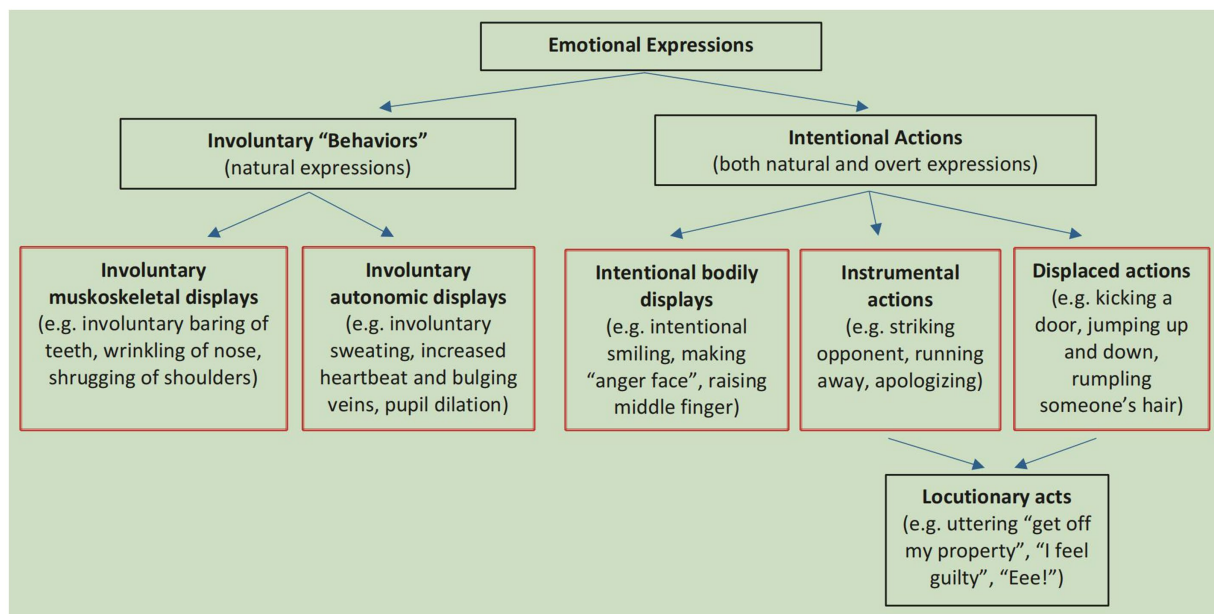 Emotional Expressions
Involuntary “Behaviors”
(natural expressions)
Intentional Actions
(both natural and overt expressions)
Involuntary
muskoskeletal displays
(e.g. involuntary baring of
teeth, wrinkling of nose,
shrugging of shoulders)
Involuntary
autonomic displays
(e.g. involuntary
sweating, increased
heartbeat and bulging
veins, pupil dilation)
Intentional bodily
displays
(e.g. intentional
smiling, making
“anger face”, raising
middle finger)
Instrumental
actions
(e.g. striking
opponent, running
away, apologizing)
Displaced actions
(e.g. kicking a
door, jumping up
and down,
rumpling
someone’s hair)
Locutionary acts
(e.g. uttering “get off
my property”, “I feel
guilty”, “Eee!”)